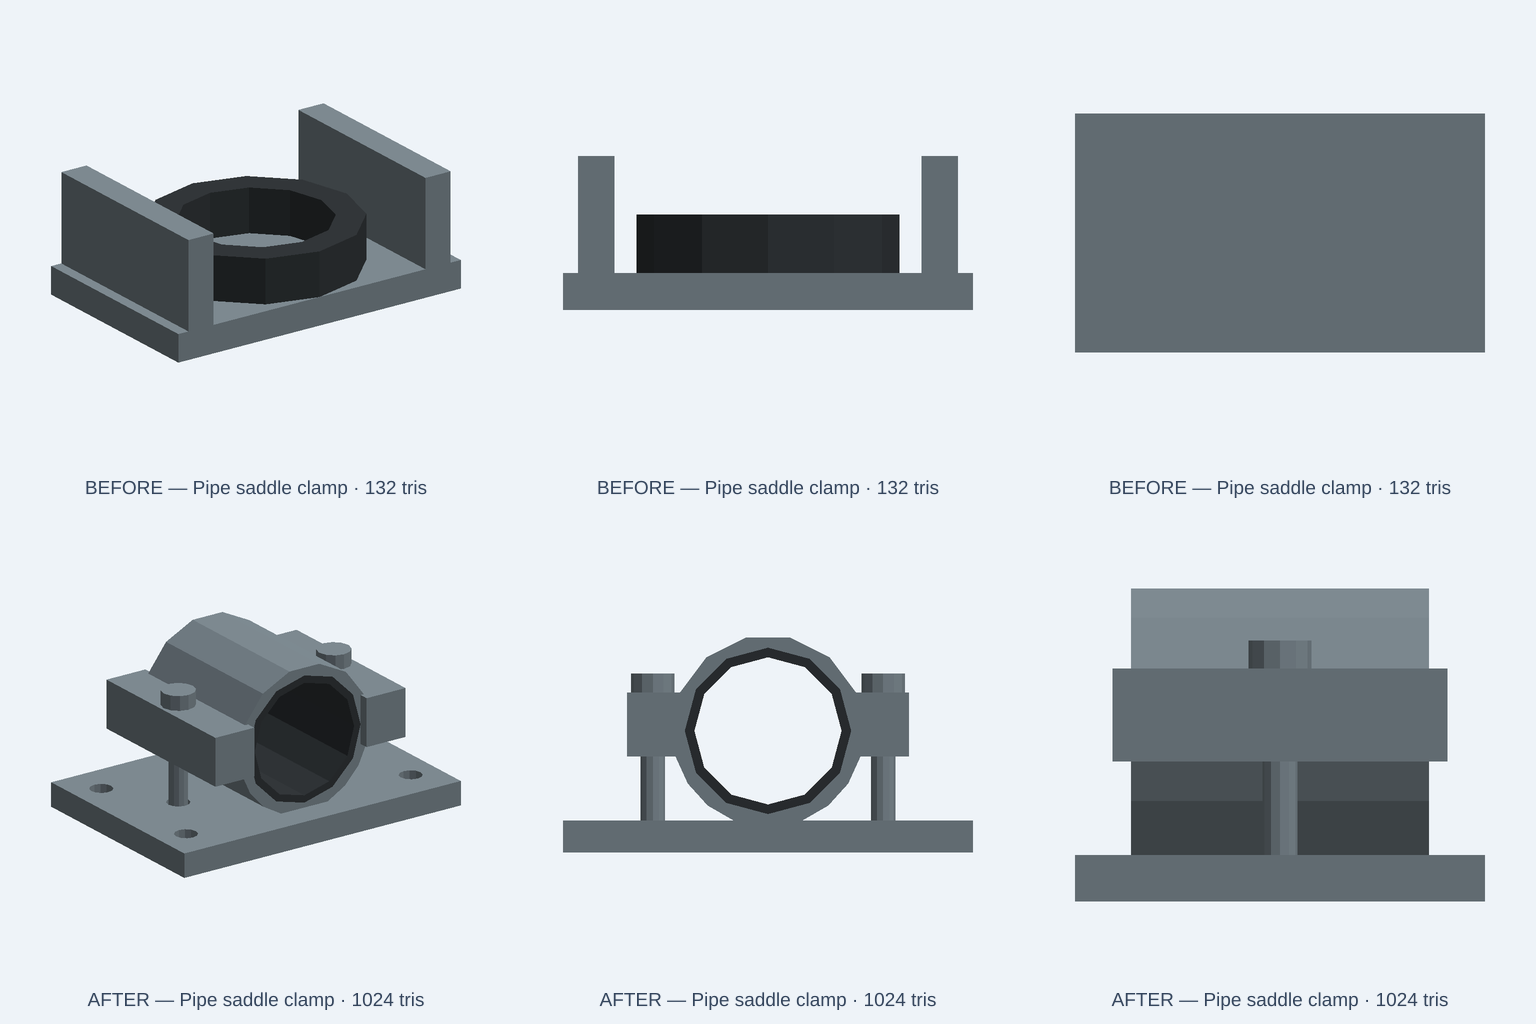 BEFORE — Pipe saddle clamp · 132 tris
BEFORE — Pipe saddle clamp · 132 tris
BEFORE — Pipe saddle clamp · 132 tris
AFTER — Pipe saddle clamp · 1024 tris
AFTER — Pipe saddle clamp · 1024 tris
AFTER — Pipe saddle clamp · 1024 tris